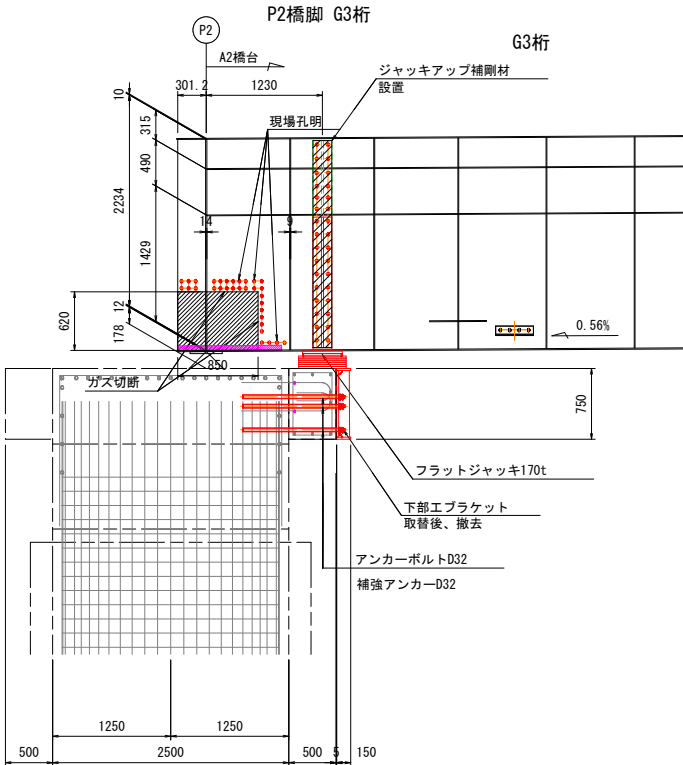 P2橋脚 G3桁
P2
G3桁
A2橋台
ジャッキアップ補剛材
設置
301.2
1230
10
現場孔明
315
490
2234
14
9
1429
12
620
178
0.56%
850
ガス切断
750
フラットジャッキ170t
下部エブラケット
取替後、撤去
アンカーボルトD32
補強アンカーD32
1250
1250
500
2500
500
5
150